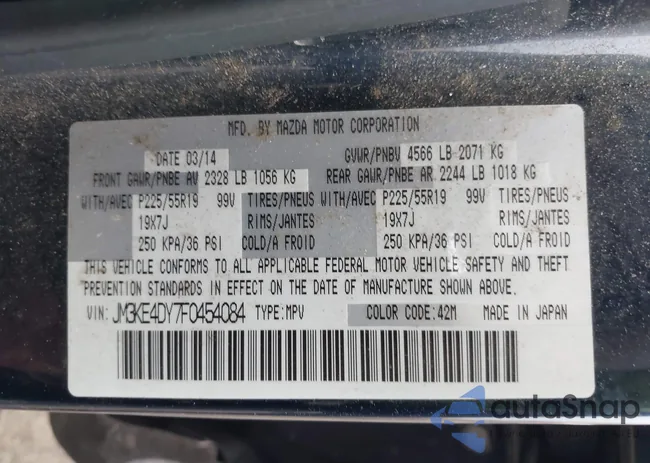 MFD. BY MAZDA MOTOR CORPORATION
DATE 03/14 GVWR/PNBV 4566 LB 2071 KG
FRONT GAWR/PNBE AV 2328 LB 1056 KG REAR GAWR/PNBE AR 2244 LB 1018 KG
WITH/AVEC P225/55R19 99V TIRES/PNEUS WITH/AVEC P225/55R19 99V TIRES/PNEUS
19X7J RIMS/JANTES 19X7J RIMS/JANTES
250 KPA/36 PSI COLD/A FROID 250 KPA/36 PSI COLD/A FROID
THIS VEHICLE CONFORMS TO ALL APPLICABLE FEDERAL MOTOR VEHICLE SAFETY AND THEFT
PREVENTION STANDARDS IN EFFECT ON THE DATE OF MANUFACTURE SHOWN ABOVE.
VIN: JM3KE4DY7F0454084 TYPE:MPV COLOR CODE:42M MADE IN JAPAN
autoSnap